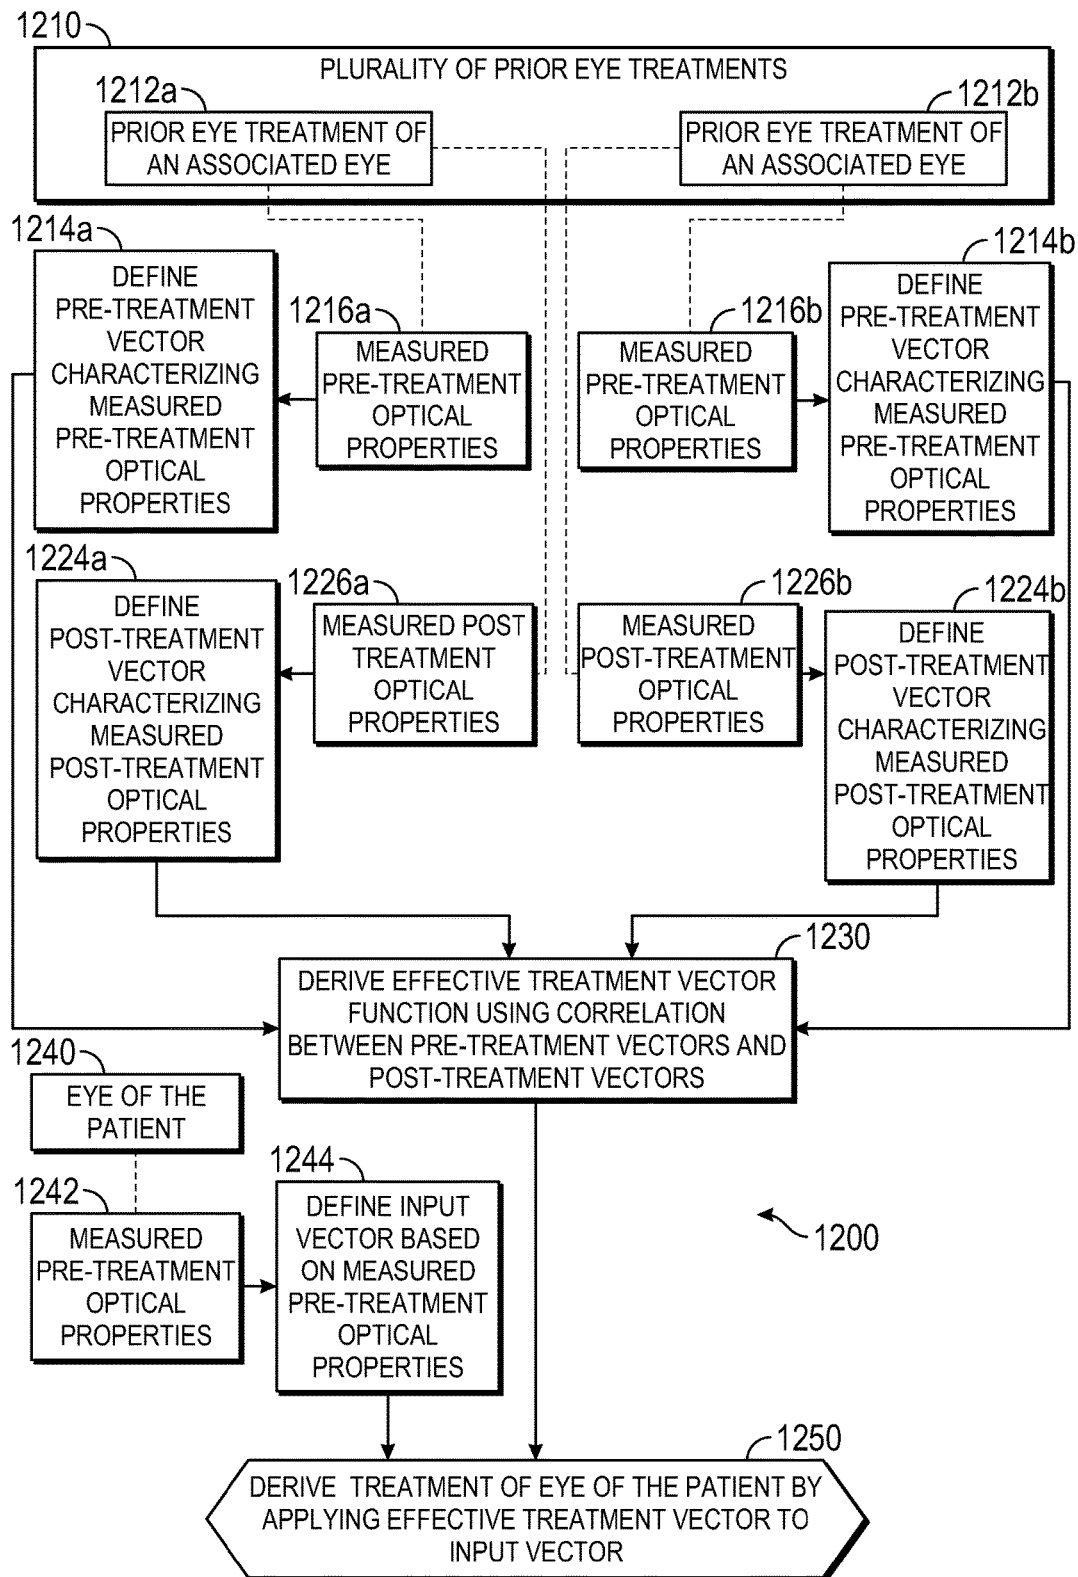 1210
PLURALITY OF PRIOR EYE TREATMENTS
1212a
PRIOR EYE TREATMENT OF
AN ASSOCIATED EYE
1212b
PRIOR EYE TREATMENT OF
AN ASSOCIATED EYE
1214a
DEFINE
PRE-TREATMENT
VECTOR
CHARACTERIZING
MEASURED
PRE-TREATMENT
OPTICAL
PROPERTIES
1216a
MEASURED
PRE-TREATMENT
OPTICAL
PROPERTIES
1216b
MEASURED
PRE-TREATMENT
OPTICAL
PROPERTIES
1214b
DEFINE
PRE-TREATMENT
VECTOR
CHARACTERIZING
MEASURED
PRE-TREATMENT
OPTICAL
PROPERTIES
1224a
DEFINE
POST-TREATMENT
VECTOR
CHARACTERIZING
MEASURED
POST-TREATMENT
OPTICAL
PROPERTIES
1226a
MEASURED POST
TREATMENT
OPTICAL
PROPERTIES
1226b
MEASURED
POST-TREATMENT
OPTICAL
PROPERTIES
1224b
DEFINE
POST-TREATMENT
VECTOR
CHARACTERIZING
MEASURED
POST-TREATMENT
OPTICAL
PROPERTIES
1230
DERIVE EFFECTIVE TREATMENT VECTOR
FUNCTION USING CORRELATION
BETWEEN PRE-TREATMENT VECTORS AND
POST-TREATMENT VECTORS
1240
EYE OF THE
PATIENT
1242
MEASURED
PRE-TREATMENT
OPTICAL
PROPERTIES
1244
DEFINE INPUT
VECTOR BASED
ON MEASURED
PRE-TREATMENT
OPTICAL
PROPERTIES
1200
1250
DERIVE TREATMENT OF EYE OF THE PATIENT BY
APPLYING EFFECTIVE TREATMENT VECTOR TO
INPUT VECTOR